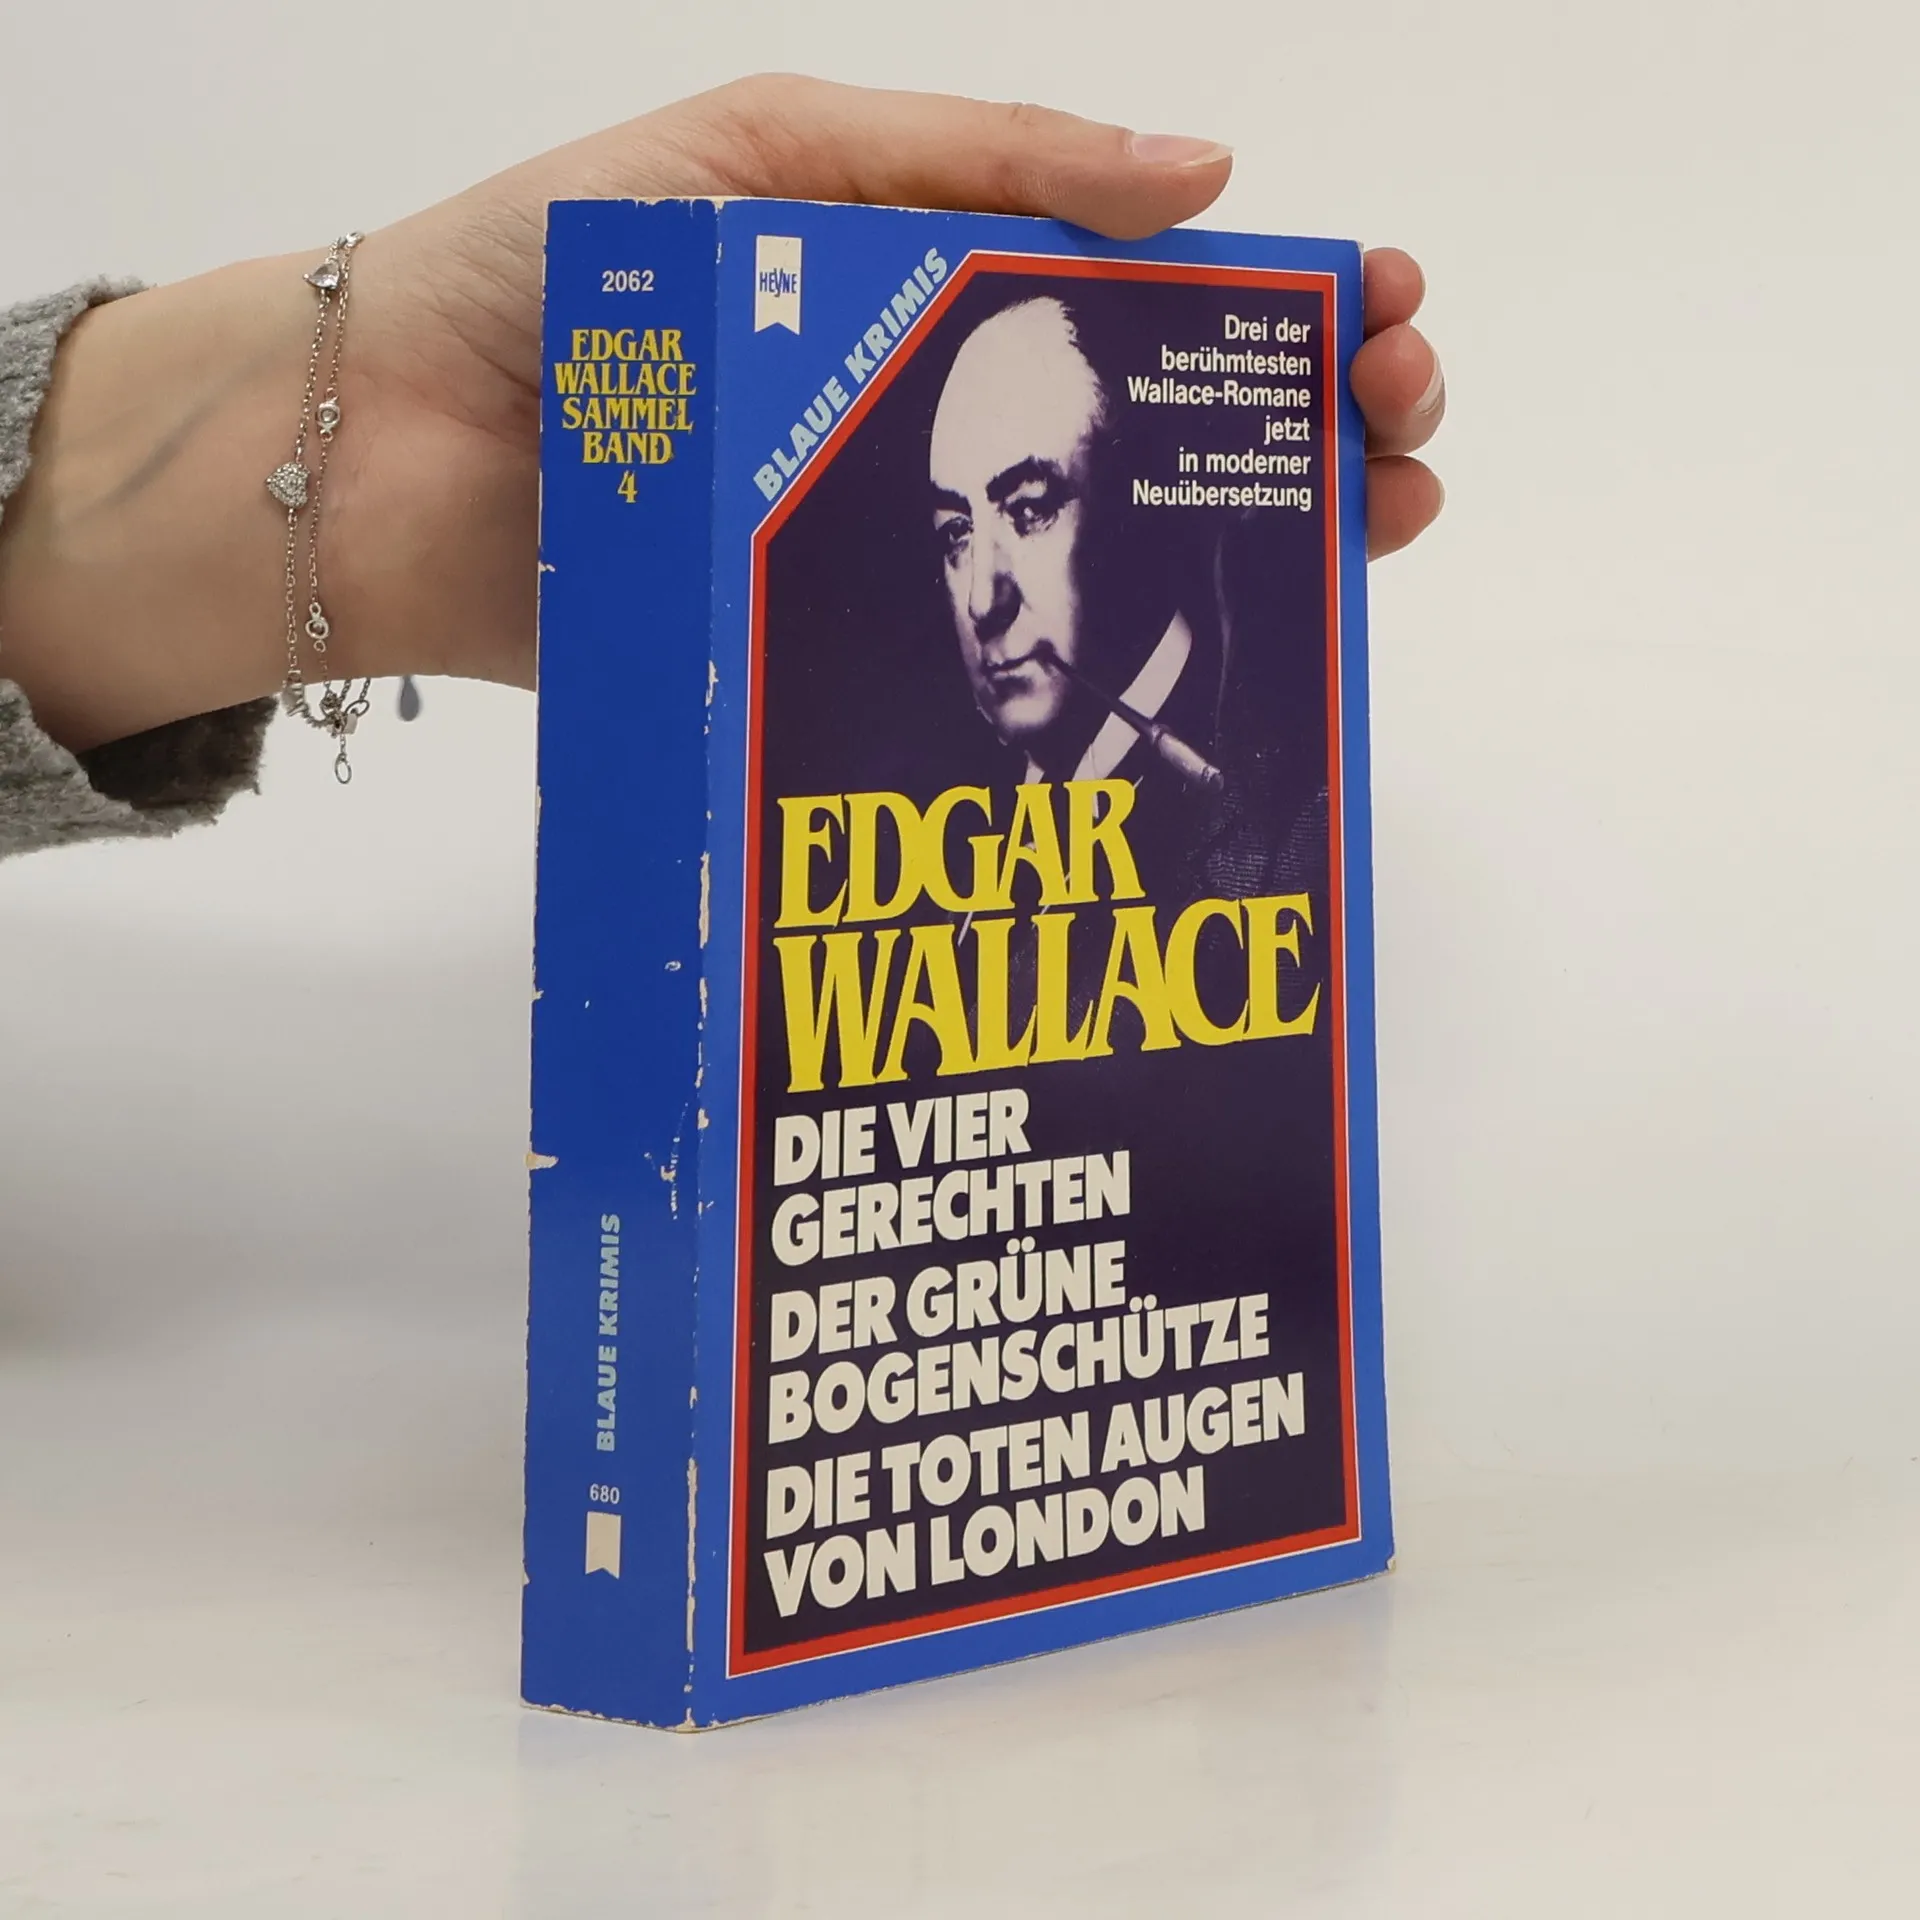 2062
EDGAR
WALLACE
SAMMEL
BAND
4
BLAUE KRIMIS
680
HEYNE
BLAUE KRIMIS
Drei der
berühmtesten
Wallace-Romane
jetzt
in moderner
Neuübersetzung
EDGAR
WALLACE
DIE VIER
GERECHTEN
DER GRÜNE
BOGENSCHÜTZE
DIE TOTEN AUGEN
VON LONDON